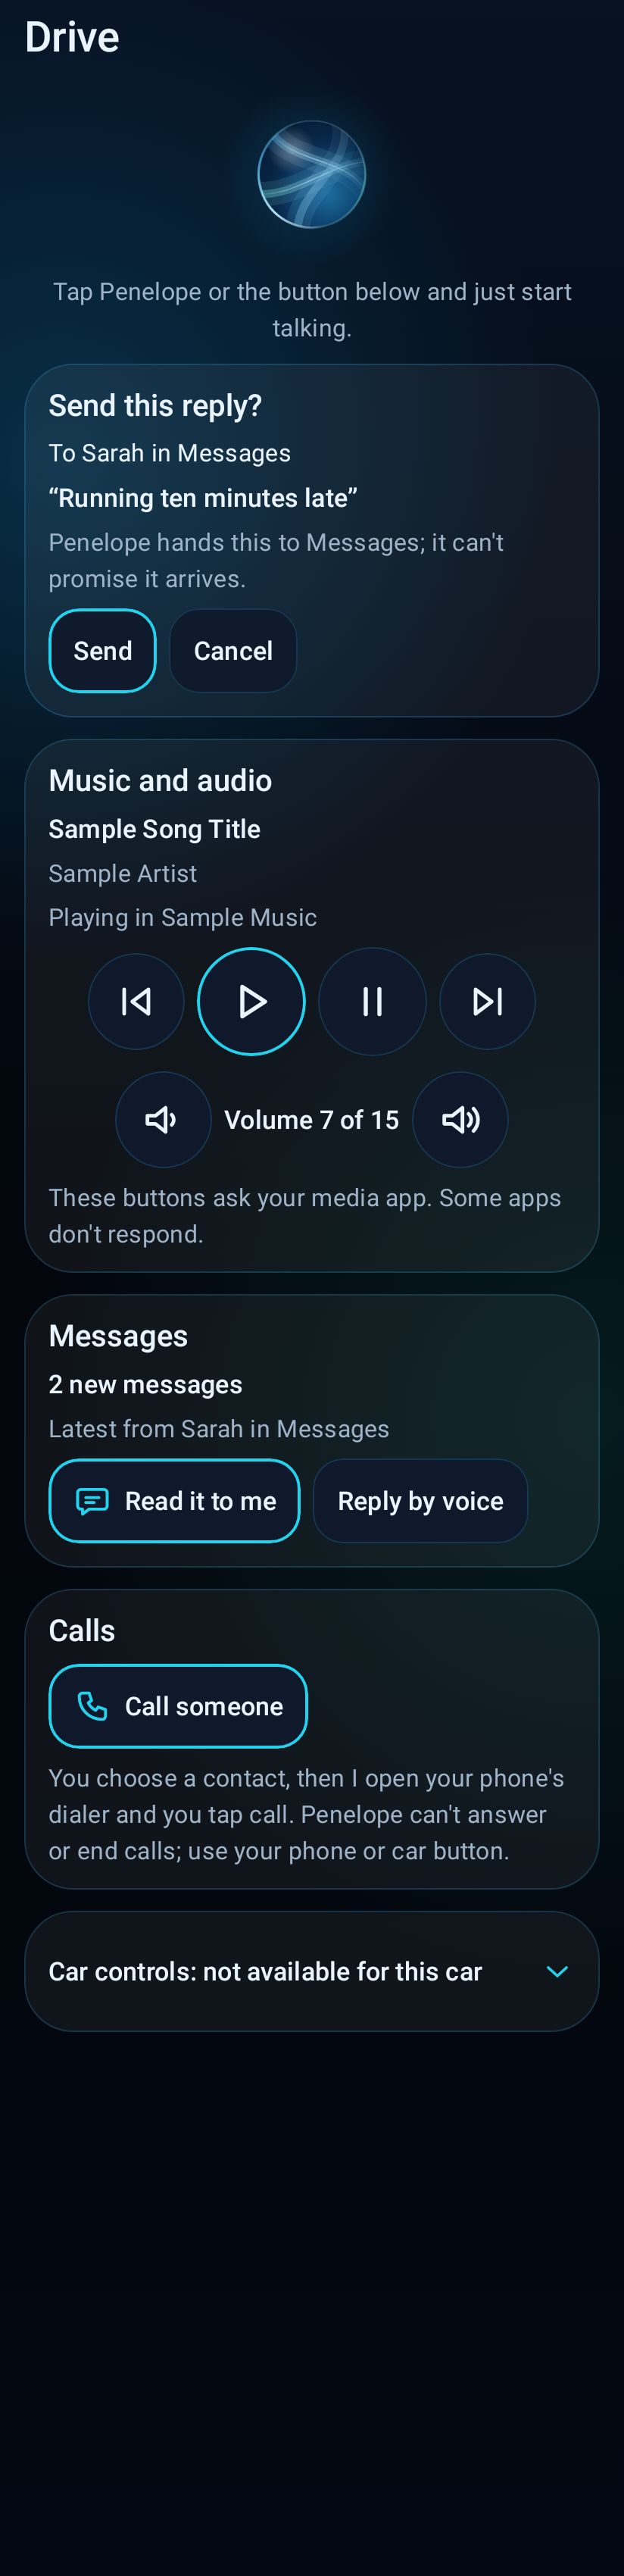 Drive
Tap Penelope or the button below and just start
talking.
Send this reply?
To Sarah in Messages
“Running ten minutes late”
Penelope hands this to Messages; it can't
promise it arrives.
Send
Cancel
Music and audio
Sample Song Title
Sample Artist
Playing in Sample Music
Volume 7 of 15
These buttons ask your media app. Some apps
don't respond.
Messages
2 new messages
Latest from Sarah in Messages
Read it to me
Reply by voice
Calls
Call someone
You choose a contact, then I open your phone's
dialer and you tap call. Penelope can't answer
or end calls; use your phone or car button.
Car controls: not available for this car